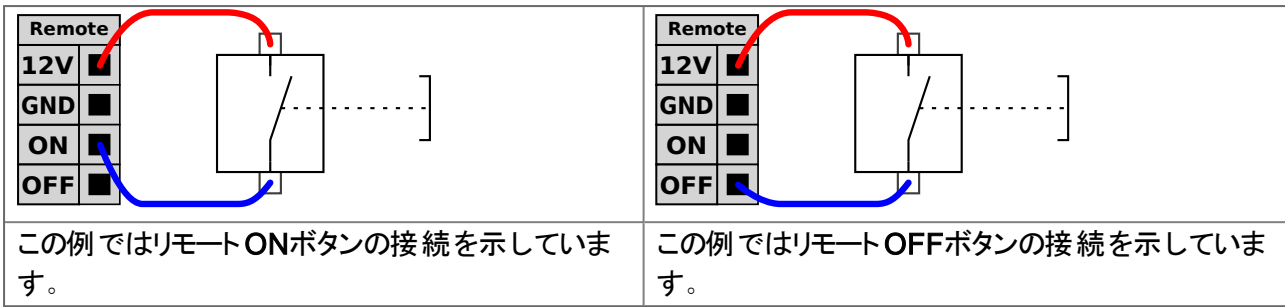 Remote
12V
GND
ON
OFF
この例ではリモートONボタンの接続を示していま
す。
Remote
12V
GND
ON
OFF
この例ではリモートOFFボタンの接続を示していま
す。